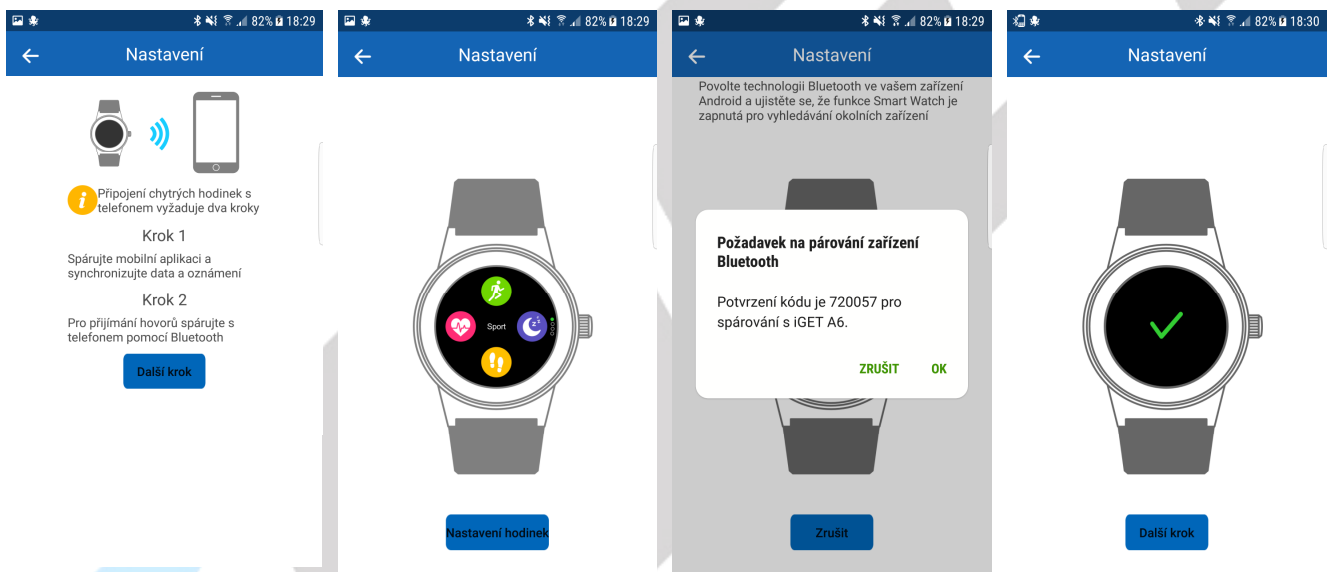 82% 18:29
Nastavení
Připojení chytrých hodinek s
telefonem vyžaduje dva kroky
Krok 1
Spárujte mobilní aplikaci a
synchronizujte data a oznámení
Krok 2
Pro přijímání hovorů spárujte s
telefonem pomocí Bluetooth
Další krok
82% 18:29
Nastavení
Sport
Nastavení hodinek
82% 18:29
Nastavení
Povolte technologii Bluetooth ve vašem zařízení
Android a ujistěte se, že funkce Smart Watch je
zapnutá pro vyhledávání okolních zařízení
Požadavek na párování zařízení
Bluetooth
Potvrzení kódu je 720057 pro
spárování s iGET A6.
ZRUŠIT OK
Zrušit
82% 18:30
Nastavení
Další krok